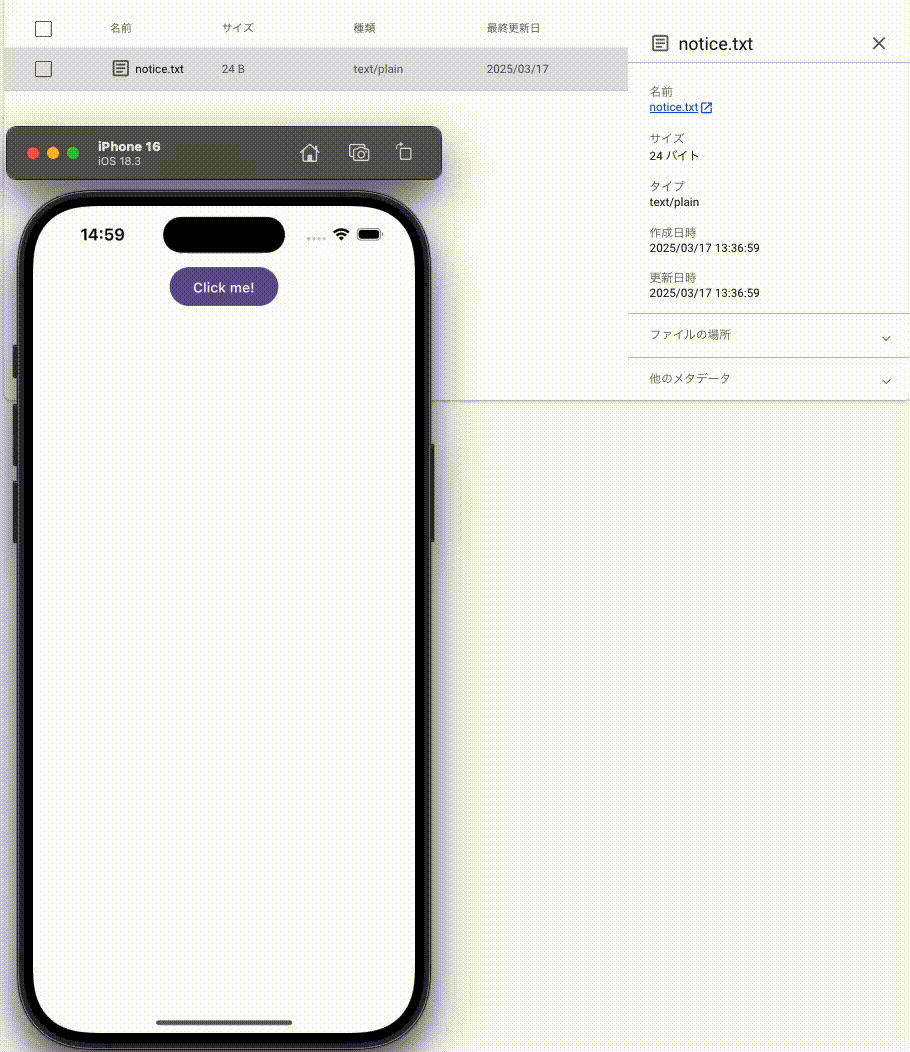 名前 サイズ 種類 最終更新日
notice.txt 24 B text/plain 2025/03/17
notice.txt
名前
notice.txt
サイズ
24 バイト
タイプ
text/plain
作成日時
2025/03/17 13:36:59
更新日時
2025/03/17 13:36:59
ファイルの場所
他のメタデータ
iPhone 16
iOS 18.3
14:59
Click me!